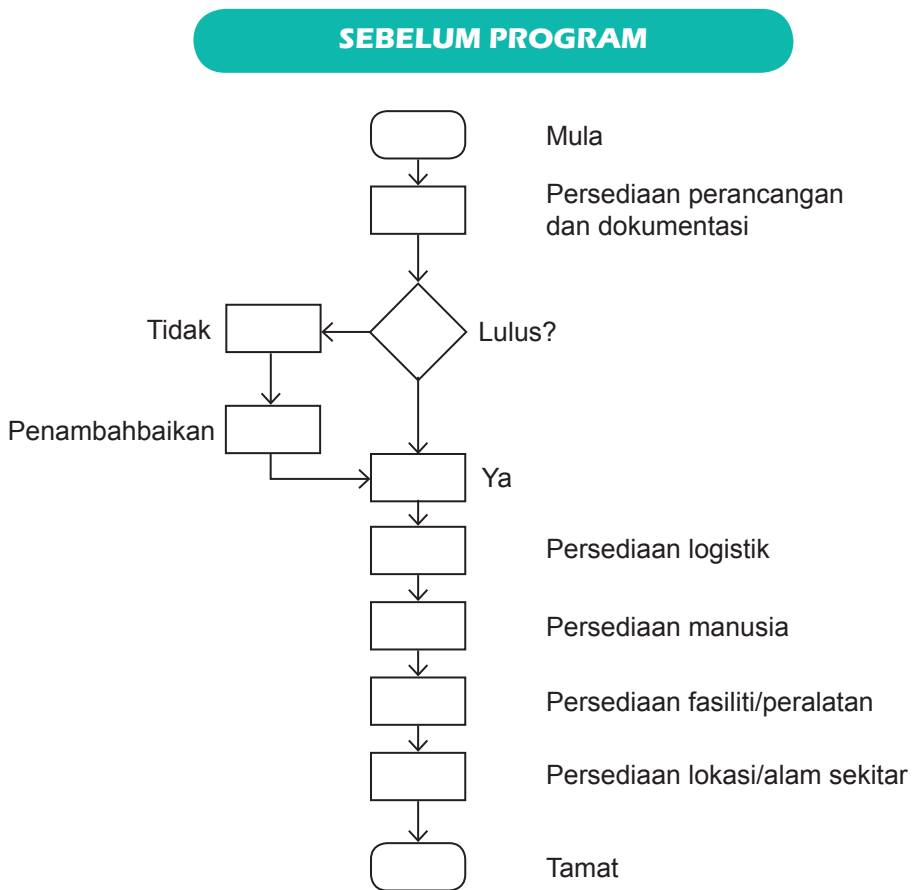 SEBELUM PROGRAM
Mula
Persediaan perancangan
dan dokumentasi
Tidak
Lulus?
Penambahbaikan
Ya
Persediaan logistik
Persediaan manusia
Persediaan fasiliti/peralatan
Persediaan lokasi/alam sekitar
Tamat